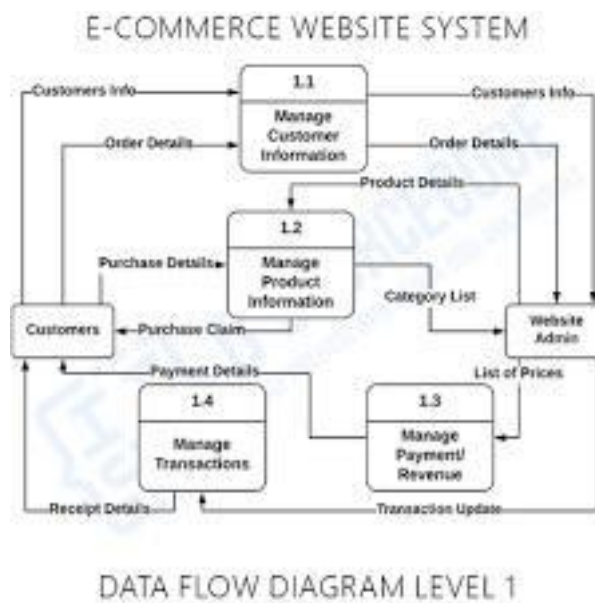 E-COMMERCE WEBSITE SYSTEM
1.1
Customers Info
Customers Info
Manage
Customer
Information
Order Details
Order Details
Product Details
1.2
Purchase Details
Manage
Product
Information
Category List
Customers
Purchase Claim
Website
Admin
Payment Details
List of Prices
1.4
1.3
Manage
Transactions
Manage
Payment/
Revenue
Receipt Details
Transaction Update
DATA FLOW DIAGRAM LEVEL 1